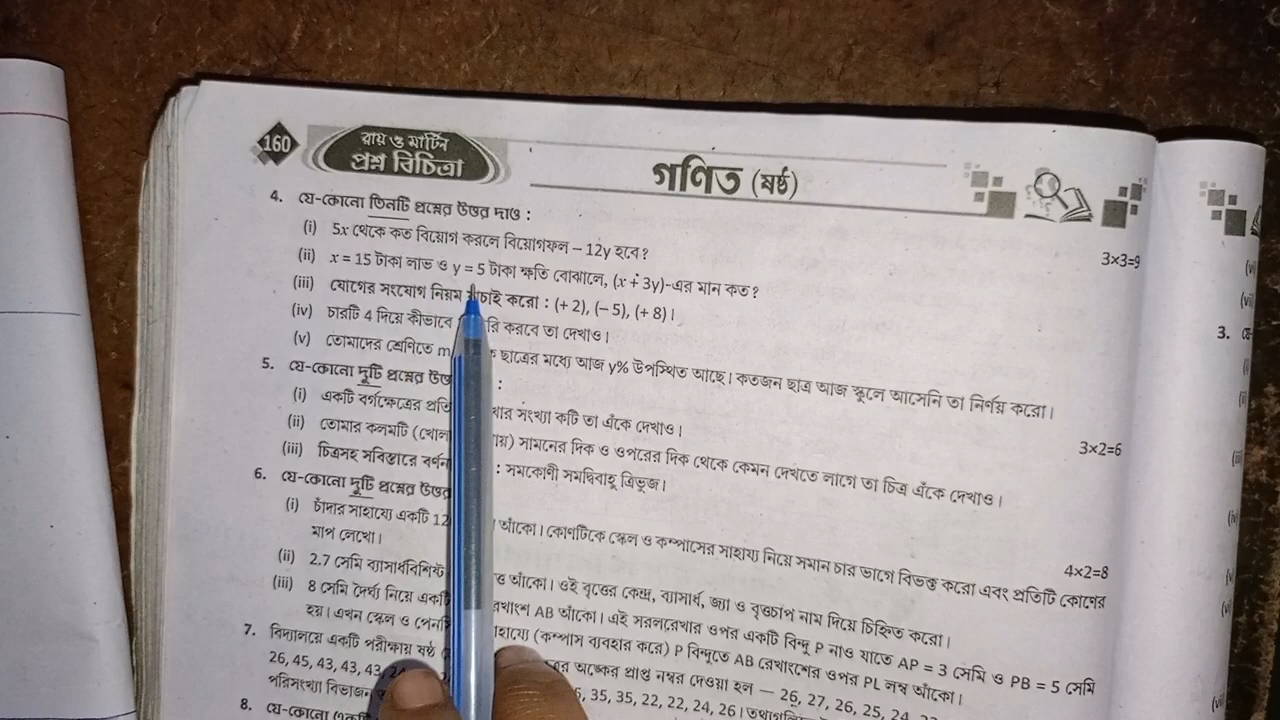 160
রায় ও মার্টিন
প্রশ্ন বিচিত্রা
গণিত (ষষ্ঠ)
4. যে-কোনো তিনটি প্রশ্নের উত্তর দাও : 3×3=9
(i) 5x থেকে কত বিয়োগ করলে বিয়োগফল – 12y হবে?
(ii) x = 15 টাকা লাভ ও y = 5 টাকা ক্ষতি বোঝালে, (x + 3y)-এর মান কত?
(iii) যোগের সংযোগ নিয়ম যাচাই করো : (+ 2), (– 5), (+ 8)।
(iv) চারটি 4 দিয়ে কীভাবে রি করবে তা দেখাও।
(v) তোমাদের শ্রেণিতে m ছাত্রের মধ্যে আজ y% উপস্থিত আছে। কতজন ছাত্র আজ স্কুলে আসেনি তা নির্ণয় করো।
5. যে-কোনো দুটি প্রশ্নের উত্ত : 3×2=6
(i) একটি বর্গক্ষেত্রের প্রতি খার সংখ্যা কটি তা এঁকে দেখাও।
(ii) তোমার কলমটি (খোল ায়) সামনের দিক ও ওপরের দিক থেকে কেমন দেখতে লাগে তা চিত্র এঁকে দেখাও।
(iii) চিত্রসহ সবিস্তারে বর্ণন : সমকোণী সমদ্বিবাহু ত্রিভুজ।
6. যে-কোনো দুটি প্রশ্নের উত্তর 4×2=8
(i) চাঁদার সাহায্যে একটি 12 আঁকো। কোণটিকে স্কেল ও কম্পাসের সাহায্য নিয়ে সমান চার ভাগে বিভক্ত করো এবং প্রতিটি কোণের
মাপ লেখো।
(ii) 2.7 সেমি ব্যাসার্ধবিশিষ্ট ত্ত আঁকো। ওই বৃত্তের কেন্দ্র, ব্যাসার্ধ, জ্যা ও বৃত্তচাপ নাম দিয়ে চিহ্নিত করো।
(iii) 8 সেমি দৈর্ঘ্য নিয়ে একটি রেখাংশ AB আঁকো। এই সরলরেখার ওপর একটি বিন্দু P নাও যাতে AP = 3 সেমি ও PB = 5 সেমি
হয়। এখন স্কেল ও পেনসি াহায্যে (কম্পাস ব্যবহার করে) P বিন্দুতে AB রেখাংশের ওপর PL লম্ব আঁকো।
7. বিদ্যালয়ে একটি পরীক্ষায় ষষ্ঠ র অঙ্কের প্রাপ্ত নম্বর দেওয়া হল — 26, 27, 26, 25, 24
26, 45, 43, 43, 43, 35, 35, 22, 22, 24, 26।
পরিসংখ্যা বিভাজন
8. যে-কোনো
3.